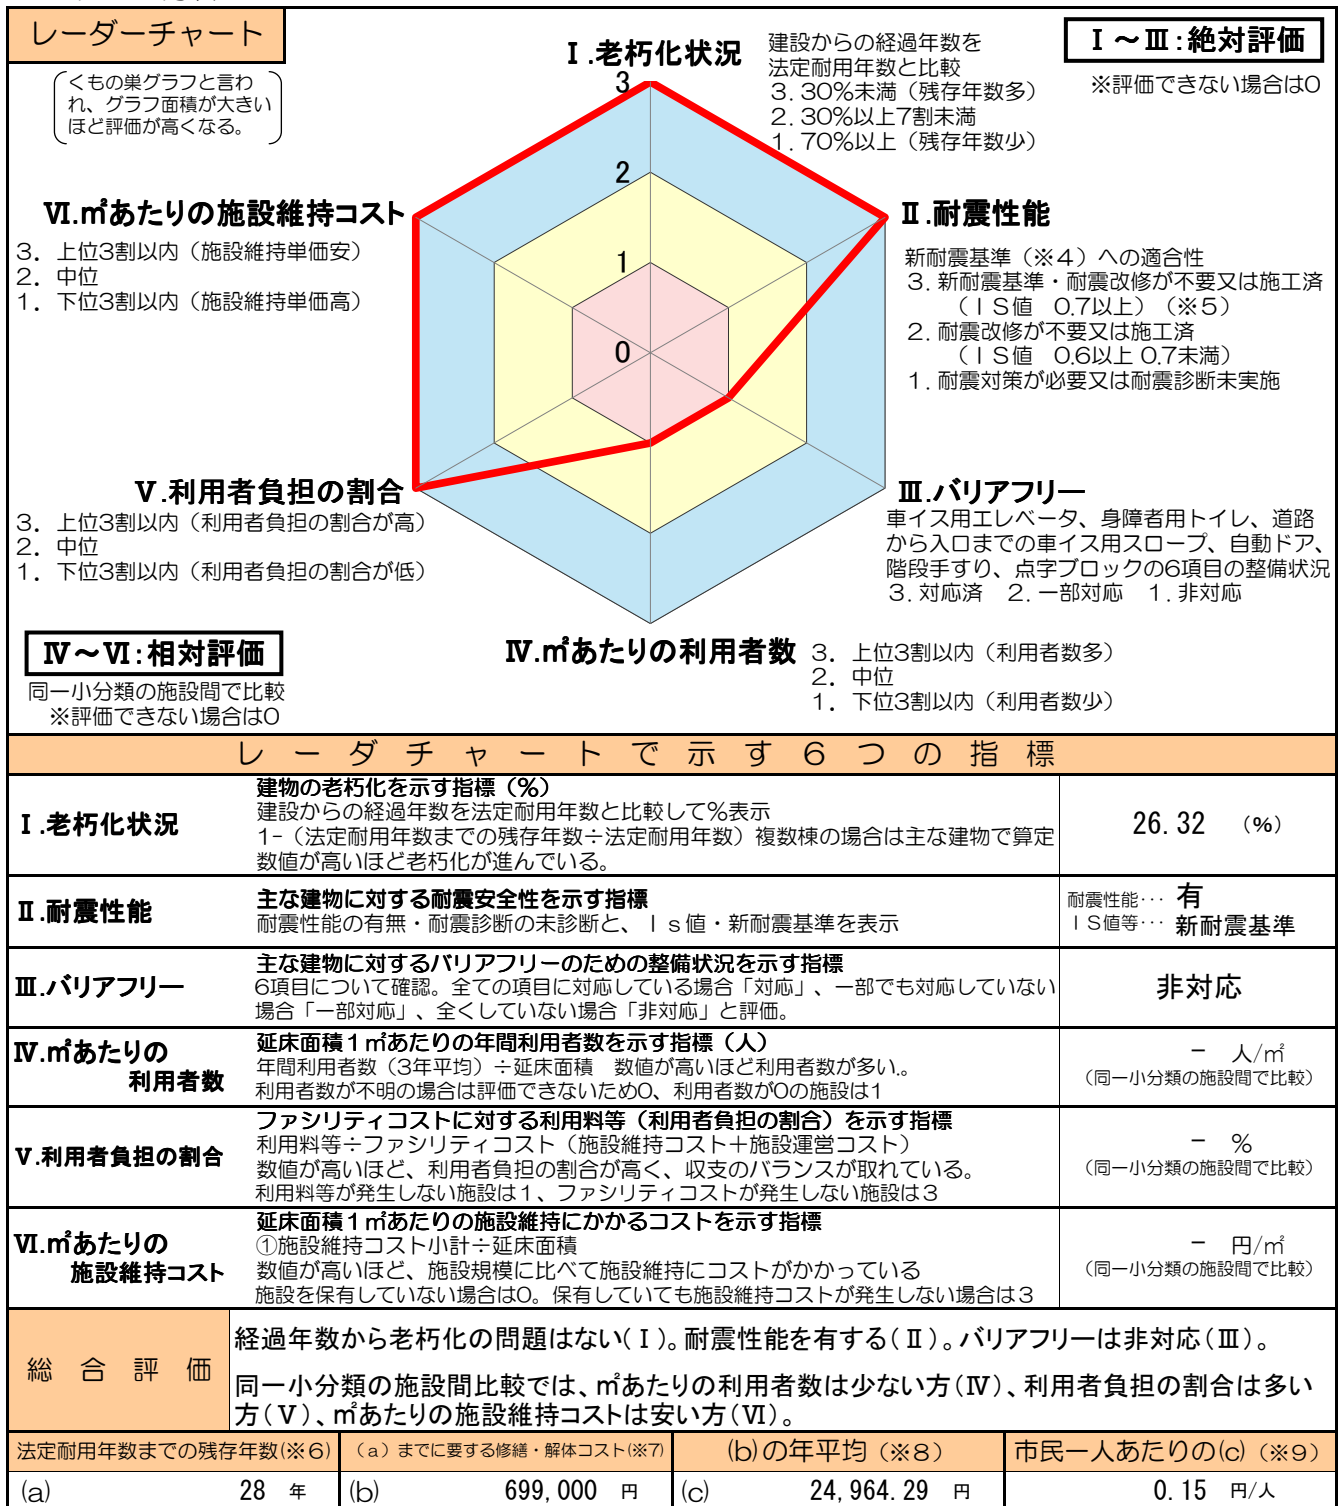 レーダーチャート
くもの巣グラフと言わ
れ、グラフ面積が大きい
ほど評価が高くなる。
Ⅰ～Ⅲ:絶対評価
※評価できない場合は0
Ⅰ.老朽化状況
建設からの経過年数を
法定耐用年数と比較
3. 30%未満（残存年数多）
2. 30%以上7割未満
1. 70%以上（残存年数少）
3
2
1
0
Ⅵ.㎡あたりの施設維持コスト
3. 上位3割以内（施設維持単価安）
2. 中位
1. 下位3割以内（施設維持単価高）
Ⅱ.耐震性能
新耐震基準（※4）への適合性
3. 新耐震基準・耐震改修が不要又は施工済
（ＩＳ値　0.7以上）（※5）
2. 耐震改修が不要又は施工済
（ＩＳ値　0.6以上 0.7未満）
1. 耐震対策が必要又は耐震診断未実施
Ⅴ.利用者負担の割合
3. 上位3割以内（利用者負担の割合が高）
2. 中位
1. 下位3割以内（利用者負担の割合が低）
Ⅲ.バリアフリー
車イス用エレベータ、身障者用トイレ、道路
から入口までの車イス用スロープ、自動ドア、
階段手すり、点字ブロックの6項目の整備状況
3. 対応済　2. 一部対応　1. 非対応
Ⅳ～Ⅵ:相対評価
同一小分類の施設間で比較
※評価できない場合は0
Ⅳ.㎡あたりの利用者数
3. 上位3割以内（利用者数多）
2. 中位
1. 下位3割以内（利用者数少）
レーダチャートで示す6つの指標
Ⅰ.老朽化状況
建物の老朽化を示す指標（%）
建設からの経過年数を法定耐用年数と比較して%表示
1-（法定耐用年数までの残存年数÷法定耐用年数）複数棟の場合は主な建物で算定
数値が高いほど老朽化が進んでいる。
26.32　(%)
Ⅱ.耐震性能
主な建物に対する耐震安全性を示す指標
耐震性能の有無・耐震診断の未診断と、Ｉｓ値・新耐震基準を表示
耐震性能… 有
ＩＳ値等… 新耐震基準
Ⅲ.バリアフリー
主な建物に対するバリアフリーのための整備状況を示す指標
6項目について確認。全ての項目に対応している場合「対応」、一部でも対応していない
場合「一部対応」、全くしていない場合「非対応」と評価。
非対応
Ⅳ.㎡あたりの
利用者数
延床面積1㎡あたりの年間利用者数を示す指標（人）
年間利用者数（3年平均）÷延床面積　数値が高いほど利用者数が多い。
利用者数が不明の場合は評価できないため0、利用者数が0の施設は1
－　人/㎡
（同一小分類の施設間で比較）
Ⅴ.利用者負担の割合
ファシリティコストに対する利用料等（利用者負担の割合）を示す指標
利用料等÷ファシリティコスト（施設維持コスト＋施設運営コスト）
数値が高いほど、利用者負担の割合が高く、収支のバランスが取れている。
利用料等が発生しない施設は1、ファシリティコストが発生しない施設は3
－　%
（同一小分類の施設間で比較）
Ⅵ.㎡あたりの
施設維持コスト
延床面積1㎡あたりの施設維持にかかるコストを示す指標
①施設維持コスト小計÷延床面積
数値が高いほど、施設規模に比べて施設維持にコストがかかっている
施設を保有していない場合は0。保有していても施設維持コストが発生しない場合は3
－　円/㎡
（同一小分類の施設間で比較）
総合評価
経過年数から老朽化の問題はない(Ⅰ)。耐震性能を有する(Ⅱ)。バリアフリーは非対応(Ⅲ)。
同一小分類の施設間比較では、㎡あたりの利用者数は少ない方(Ⅳ)、利用者負担の割合は多い
方(Ⅴ)、㎡あたりの施設維持コストは安い方(Ⅵ)。
法定耐用年数までの残存年数(※6)
（a）までに要する修繕・解体コスト(※7)
(b)の年平均（※8）
市民一人あたりの(c)（※9）
(a)　28 年
(b)　699,000 円
(c)　24,964.29 円
0.15 円/人